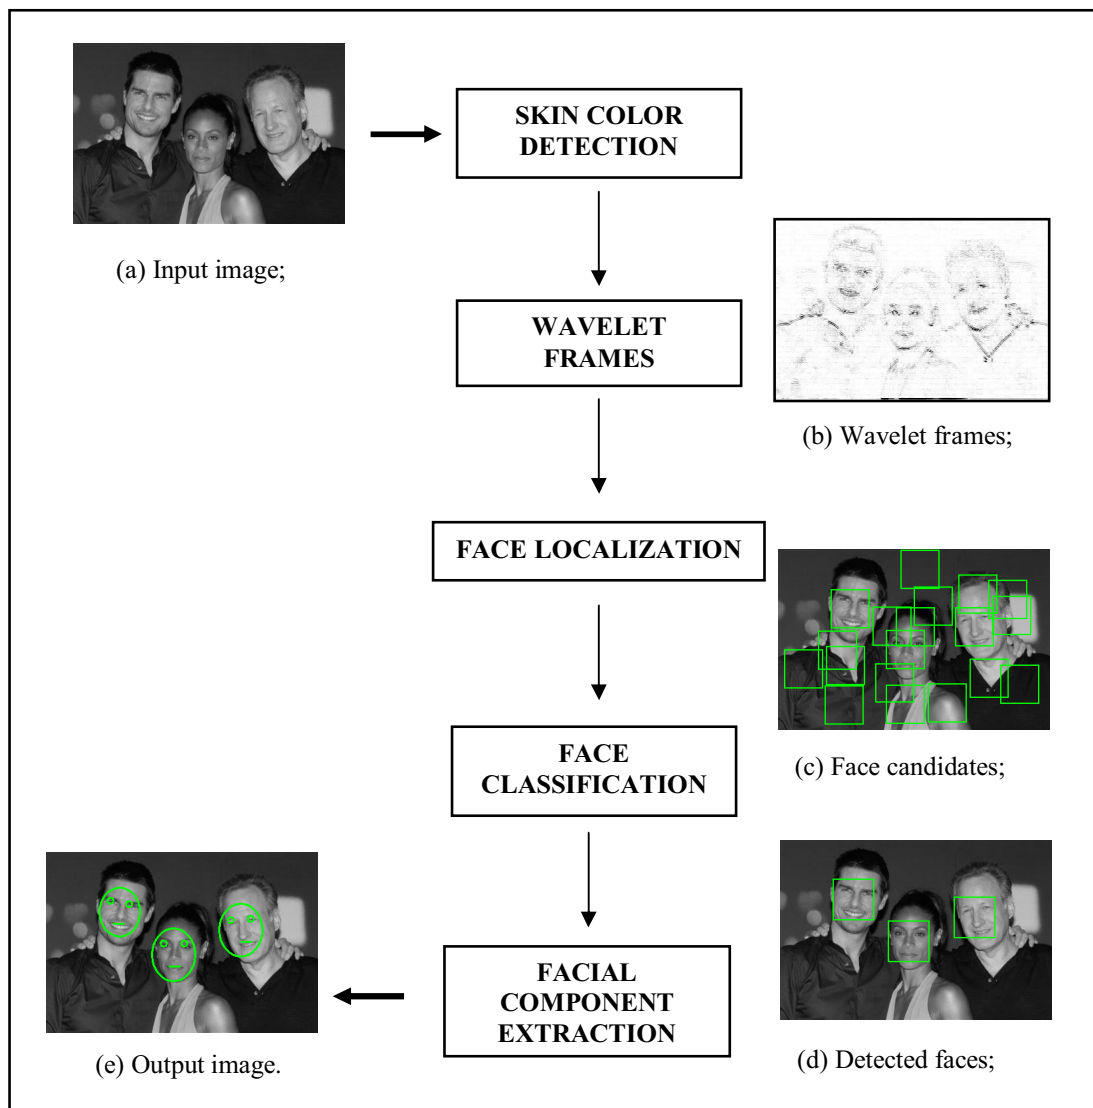 SKIN COLOR
DETECTION
(a) Input image;
WAVELET
FRAMES
(b) Wavelet frames;
FACE LOCALIZATION
FACE
CLASSIFICATION
(c) Face candidates;
FACIAL
COMPONENT
EXTRACTION
(d) Detected faces;
(e) Output image.